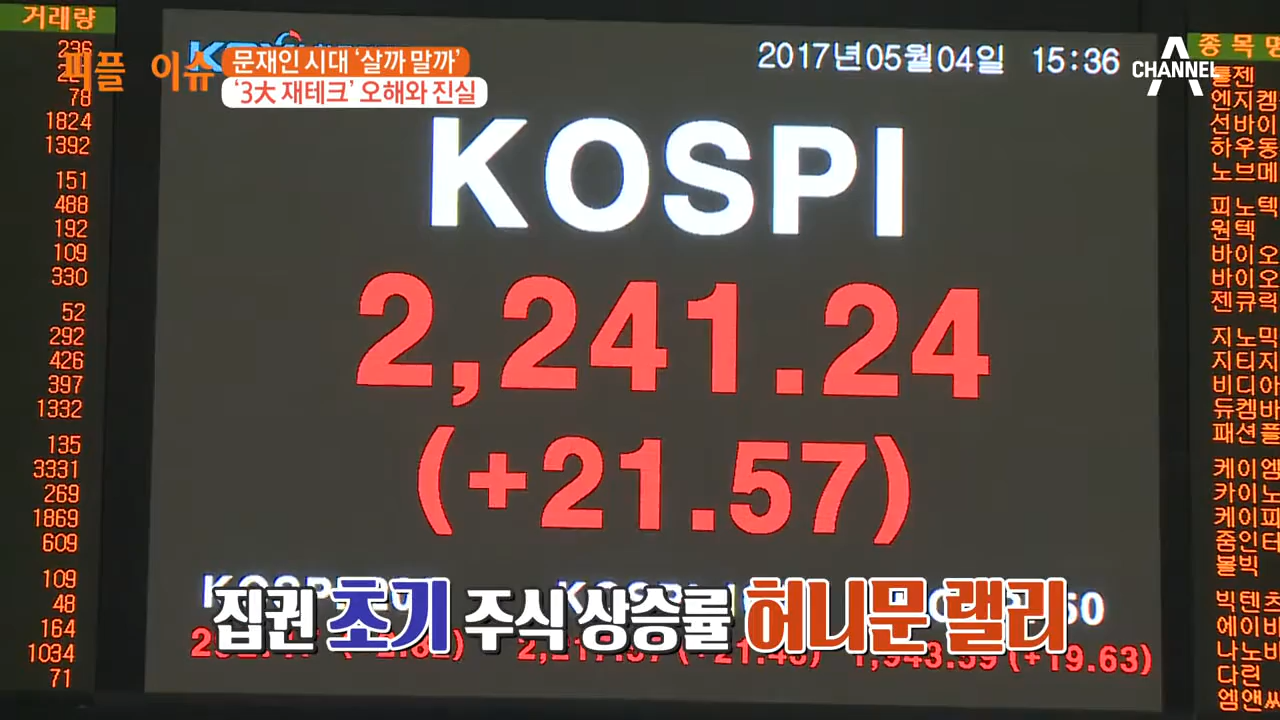 거래량
236
78
1824
1392
151
488
192
109
330
52
292
426
397
1332
135
3331
269
1869
609
109
48
164
1034
71
피플 이슈
문재인 시대 ‘살까 말까’
‘3大 재테크’ 오해와 진실
2017년05월04일 15:36
CHANNEL A
KOSPI
2,241.24
(+21.57)
집권 초기 주식 상승률 허니문 랠리
(+19.63)
종목명
툴젠
엔지켐
선바이
하우동
노브메
피노텍
원텍
바이오
바이오
젠큐릭
지노믹
지티지
비디아
듀켐바
패션플
케이엠
카이노
케이피
줌인터
볼빅
빅텐츠
에이비
나노바
다린
엠앤씨